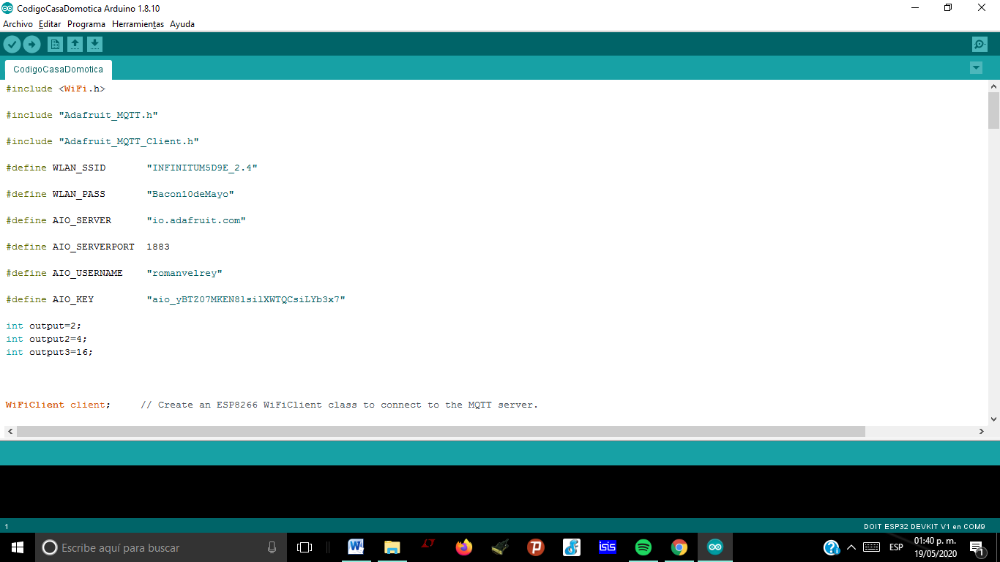 CodigoCasaDomotica Arduino 1.8.10
Archivo Editar Programa Herramientas Ayuda
CodigoCasaDomotica
#include <WiFi.h>
#include "Adafruit_MQTT.h"
#include "Adafruit_MQTT_Client.h"
#define WLAN_SSID "INFINITUM5D9E_2.4"
#define WLAN_PASS "Bacon10deMayo"
#define AIO_SERVER "io.adafruit.com"
#define AIO_SERVERPORT 1883
#define AIO_USERNAME "romanvelrey"
#define AIO_KEY "aio_yBTZ07MKEN8lsilXWTQCsiLYb3x7"
int output=2;
int output2=4;
int output3=16;
WiFiClient client; // Create an ESP8266 WiFiClient class to connect to the MQTT server.
1 DOIT ESP32 DEVKIT V1 en COM9
Escribe aquí para buscar
isis
ESP
01:40 p. m.
19/05/2020
1